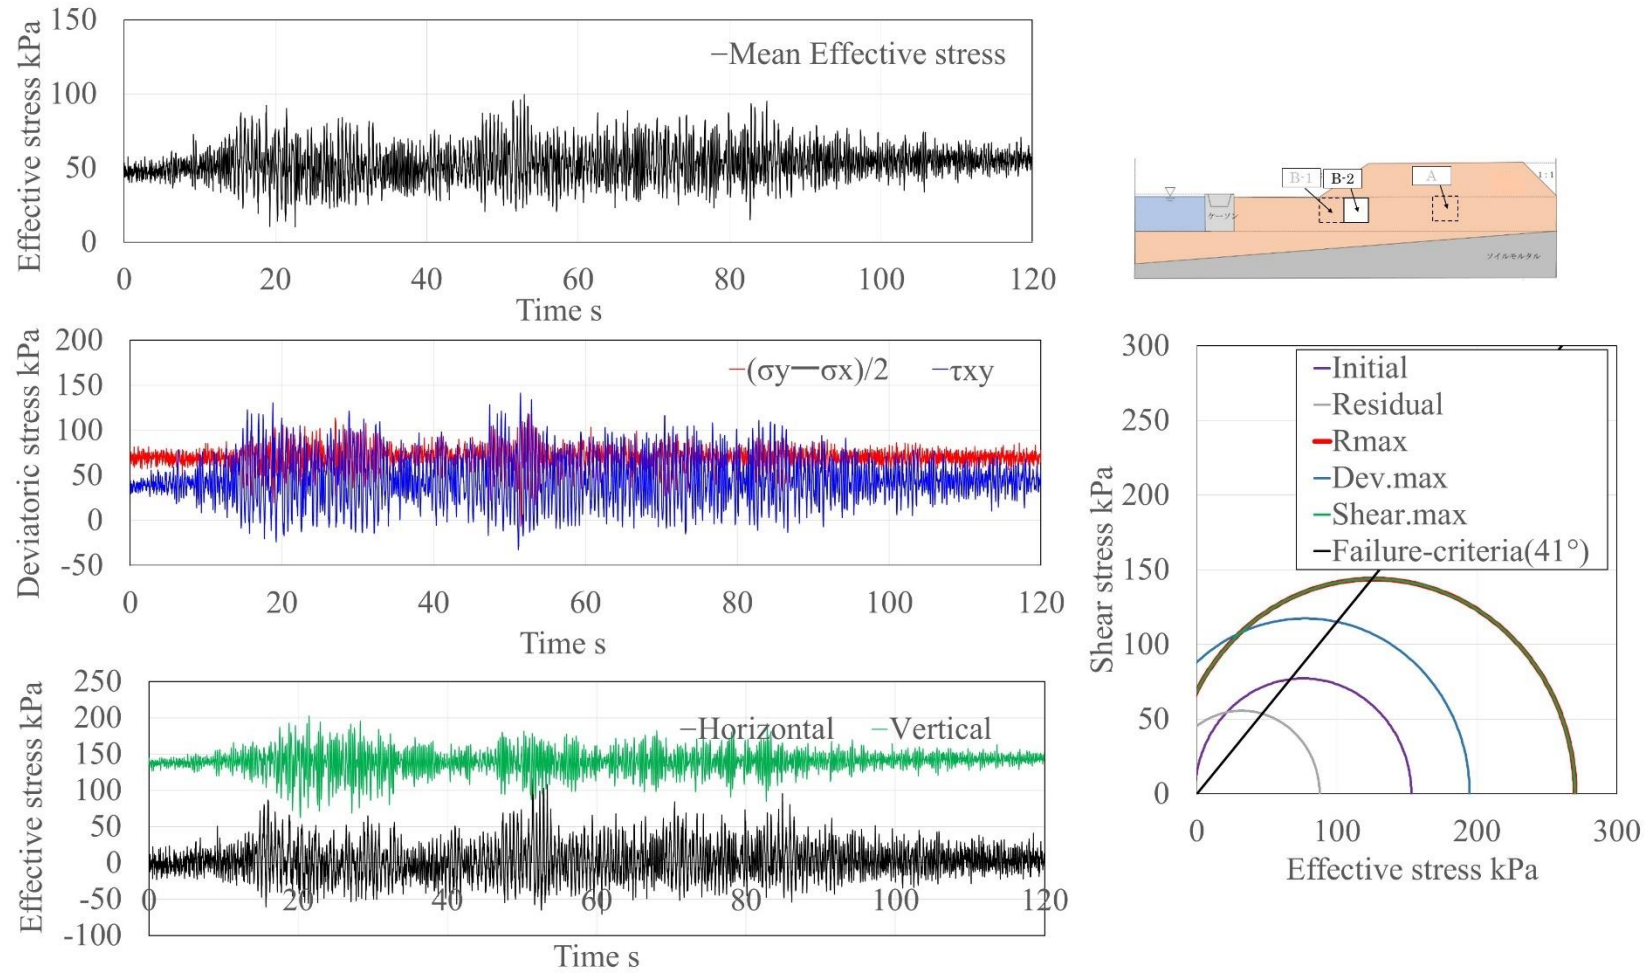 Effective stress kPa
150
100
50
0
−Mean Effective stress
0 20 40 60 80 100 120
Time s
Deviatoric stress kPa
200
150
100
50
0
-50
−(σy−σx)/2 −τxy
0 20 40 60 80 100 120
Time s
Effective stress kPa
250
200
150
100
50
0
-50
-100
−Horizontal −Vertical
0 20 40 60 80 100 120
Time s
B-1 B-2 A
1:1
ケーソン
ソイルモルタル
Shear stress kPa
300
250
200
150
100
50
0
−Initial
−Residual
−Rmax
−Dev.max
−Shear.max
−Failure-criteria(41°)
0 100 200 300
Effective stress kPa